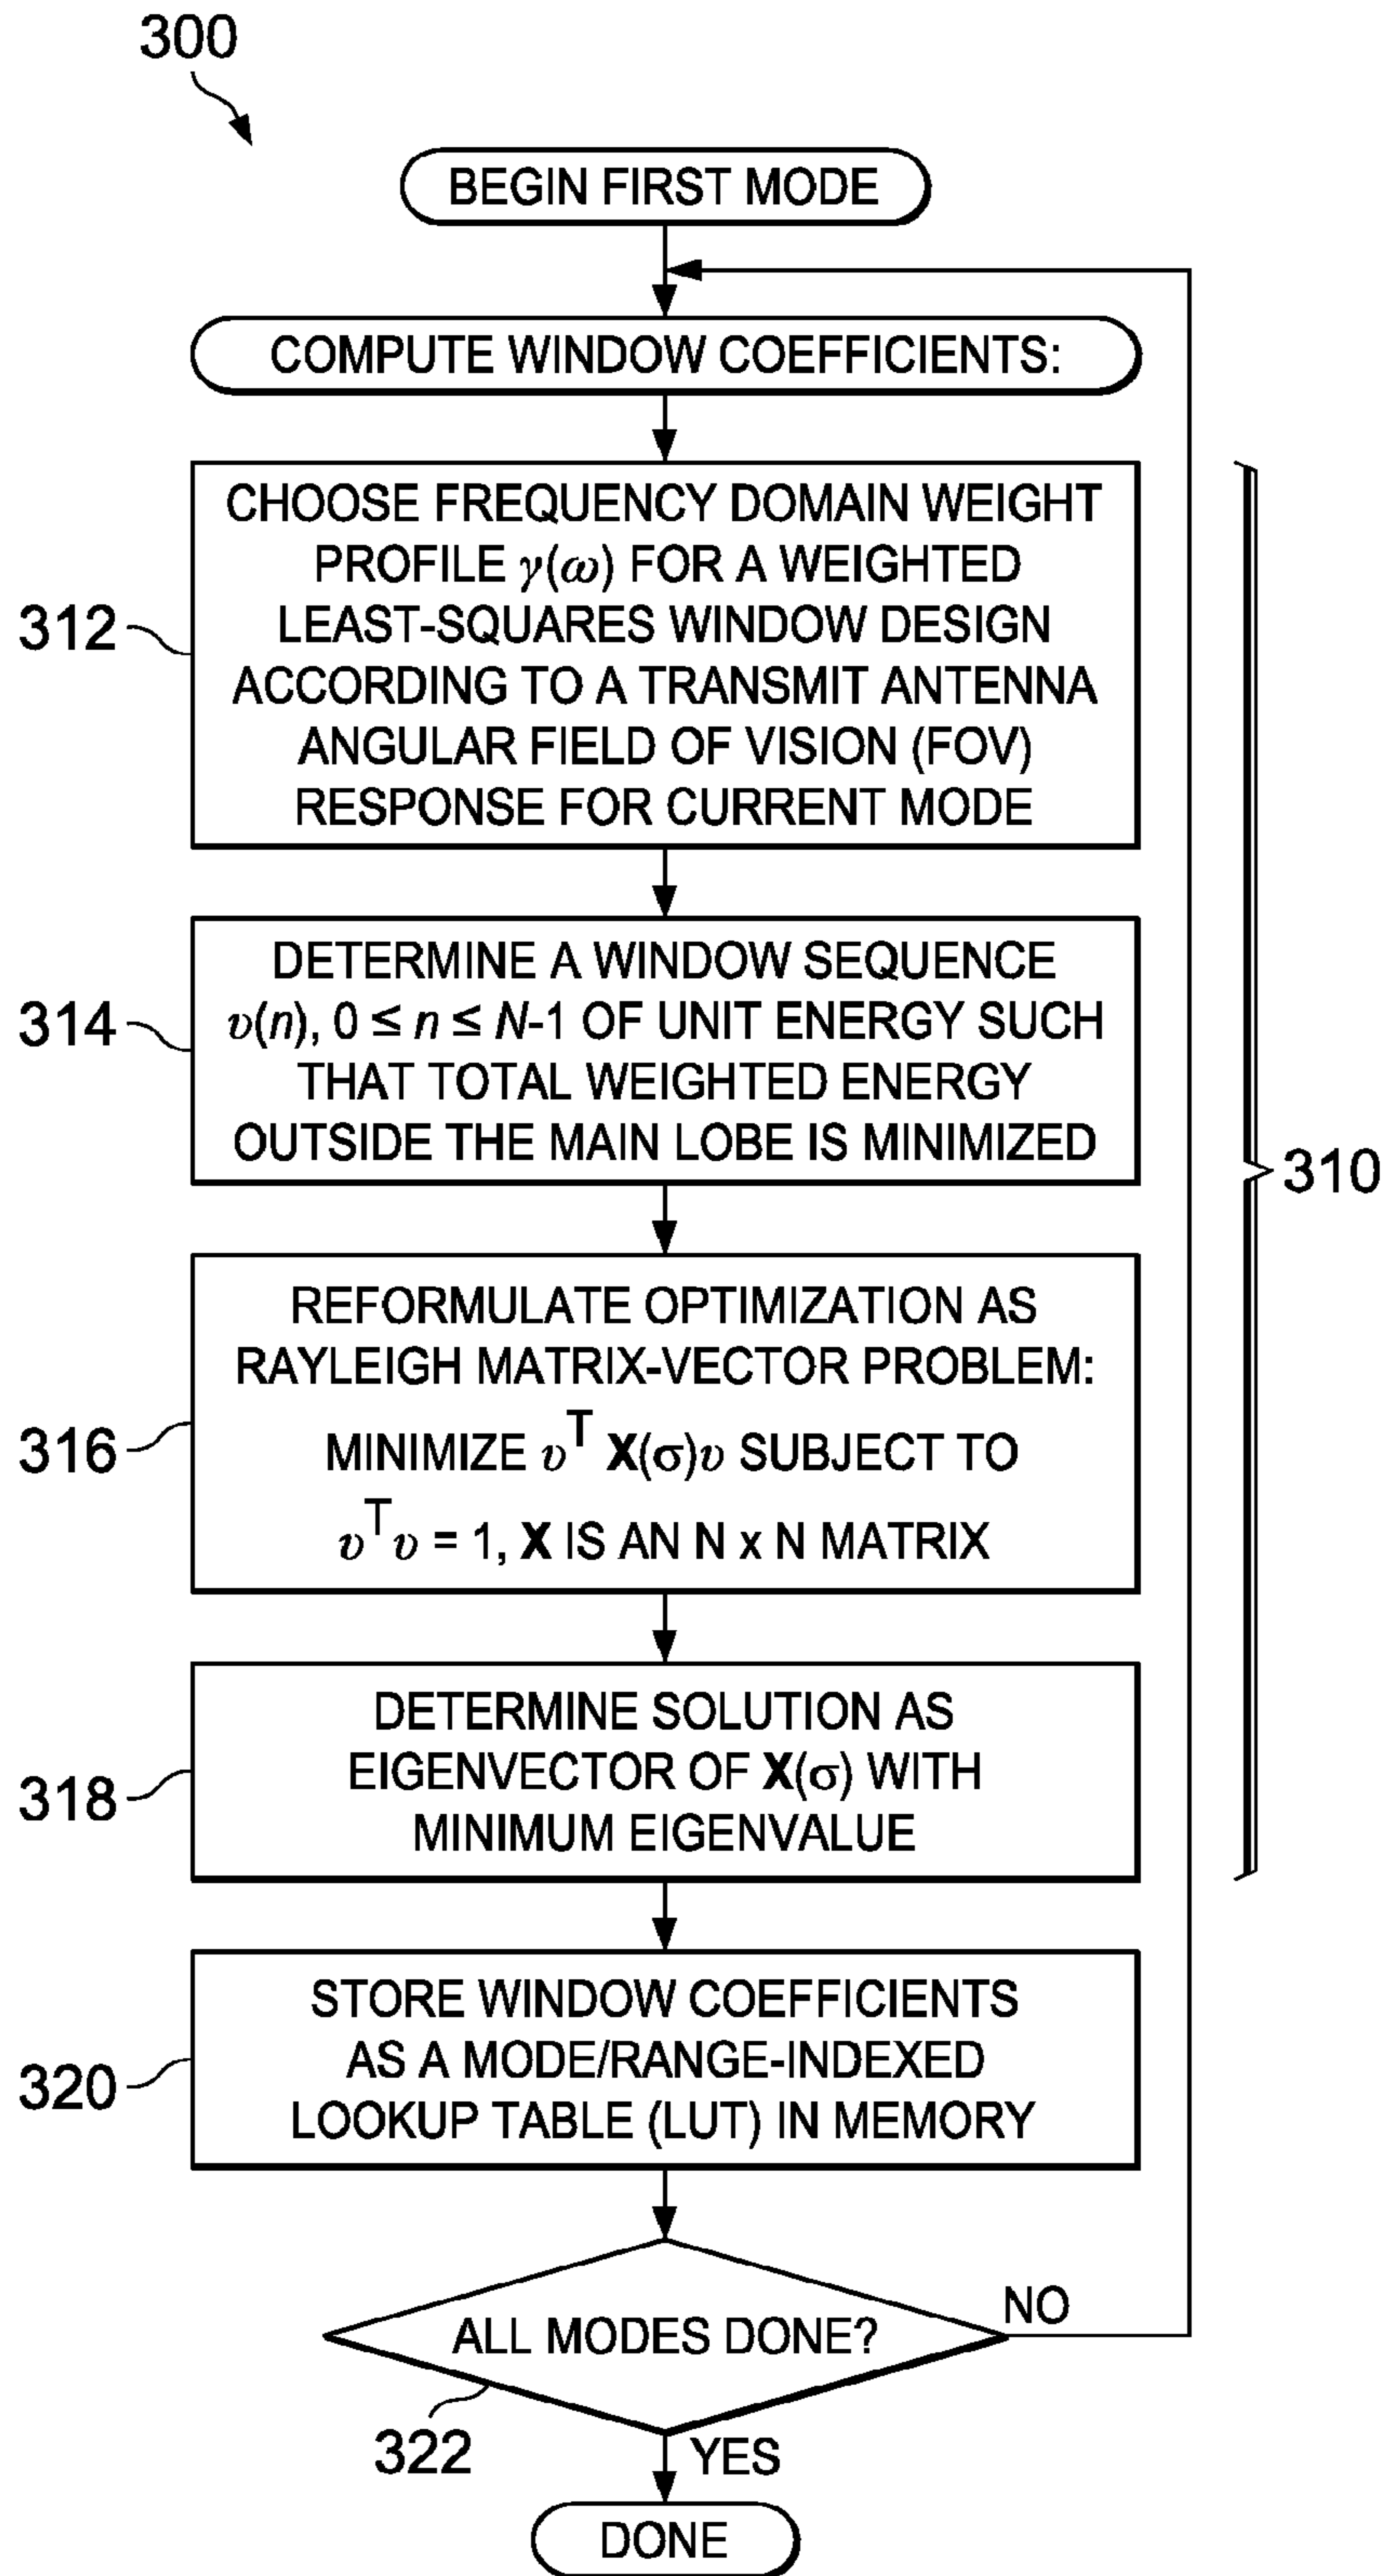 300
BEGIN FIRST MODE
COMPUTE WINDOW COEFFICIENTS:
CHOOSE FREQUENCY DOMAIN WEIGHT
PROFILE γ(ω) FOR A WEIGHTED
LEAST-SQUARES WINDOW DESIGN
ACCORDING TO A TRANSMIT ANTENNA
ANGULAR FIELD OF VISION (FOV)
RESPONSE FOR CURRENT MODE
312
DETERMINE A WINDOW SEQUENCE
υ(n), 0 ≤ n ≤ N-1 OF UNIT ENERGY SUCH
THAT TOTAL WEIGHTED ENERGY
OUTSIDE THE MAIN LOBE IS MINIMIZED
314
310
REFORMULATE OPTIMIZATION AS
RAYLEIGH MATRIX-VECTOR PROBLEM:
MINIMIZE υ^T X(σ)υ SUBJECT TO
υ^T υ = 1, X IS AN N x N MATRIX
316
DETERMINE SOLUTION AS
EIGENVECTOR OF X(σ) WITH
MINIMUM EIGENVALUE
318
STORE WINDOW COEFFICIENTS
AS A MODE/RANGE-INDEXED
LOOKUP TABLE (LUT) IN MEMORY
320
ALL MODES DONE?
NO
322
YES
DONE